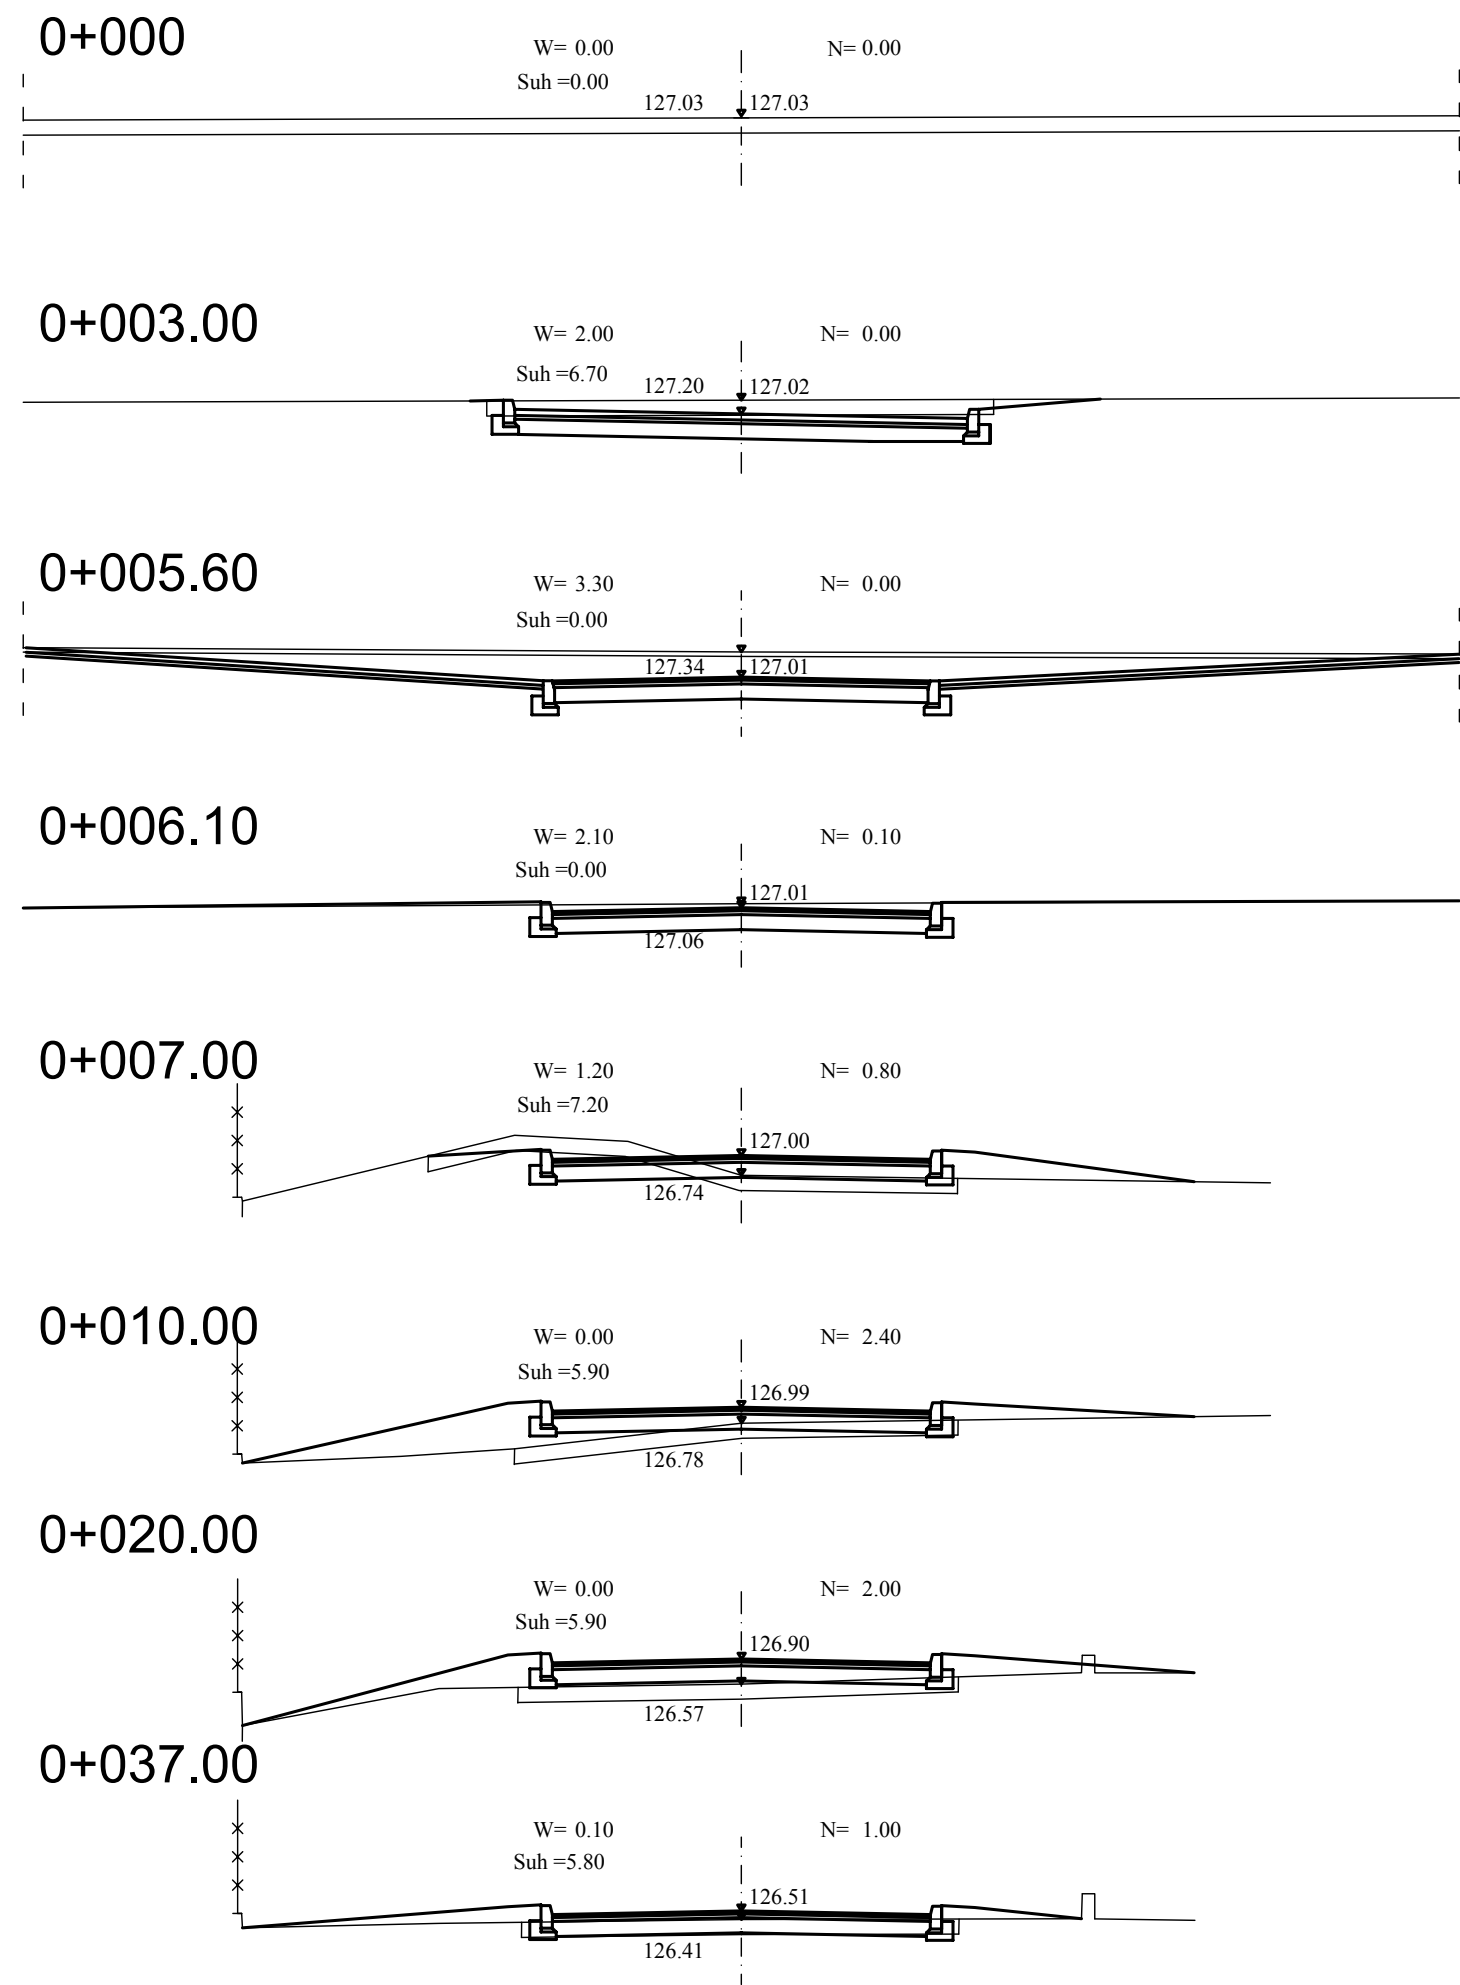 0+000
W= 0.00 N= 0.00
Suh =0.00
127.03 127.03
0+003.00
W= 2.00 N= 0.00
Suh =6.70
127.20 127.02
0+005.60
W= 3.30 N= 0.00
Suh =0.00
127.34 127.01
0+006.10
W= 2.10 N= 0.10
Suh =0.00
127.01
127.06
0+007.00
W= 1.20 N= 0.80
Suh =7.20
127.00
126.74
0+010.00
W= 0.00 N= 2.40
Suh =5.90
126.99
126.78
0+020.00
W= 0.00 N= 2.00
Suh =5.90
126.90
126.57
0+037.00
W= 0.10 N= 1.00
Suh =5.80
126.51
126.41